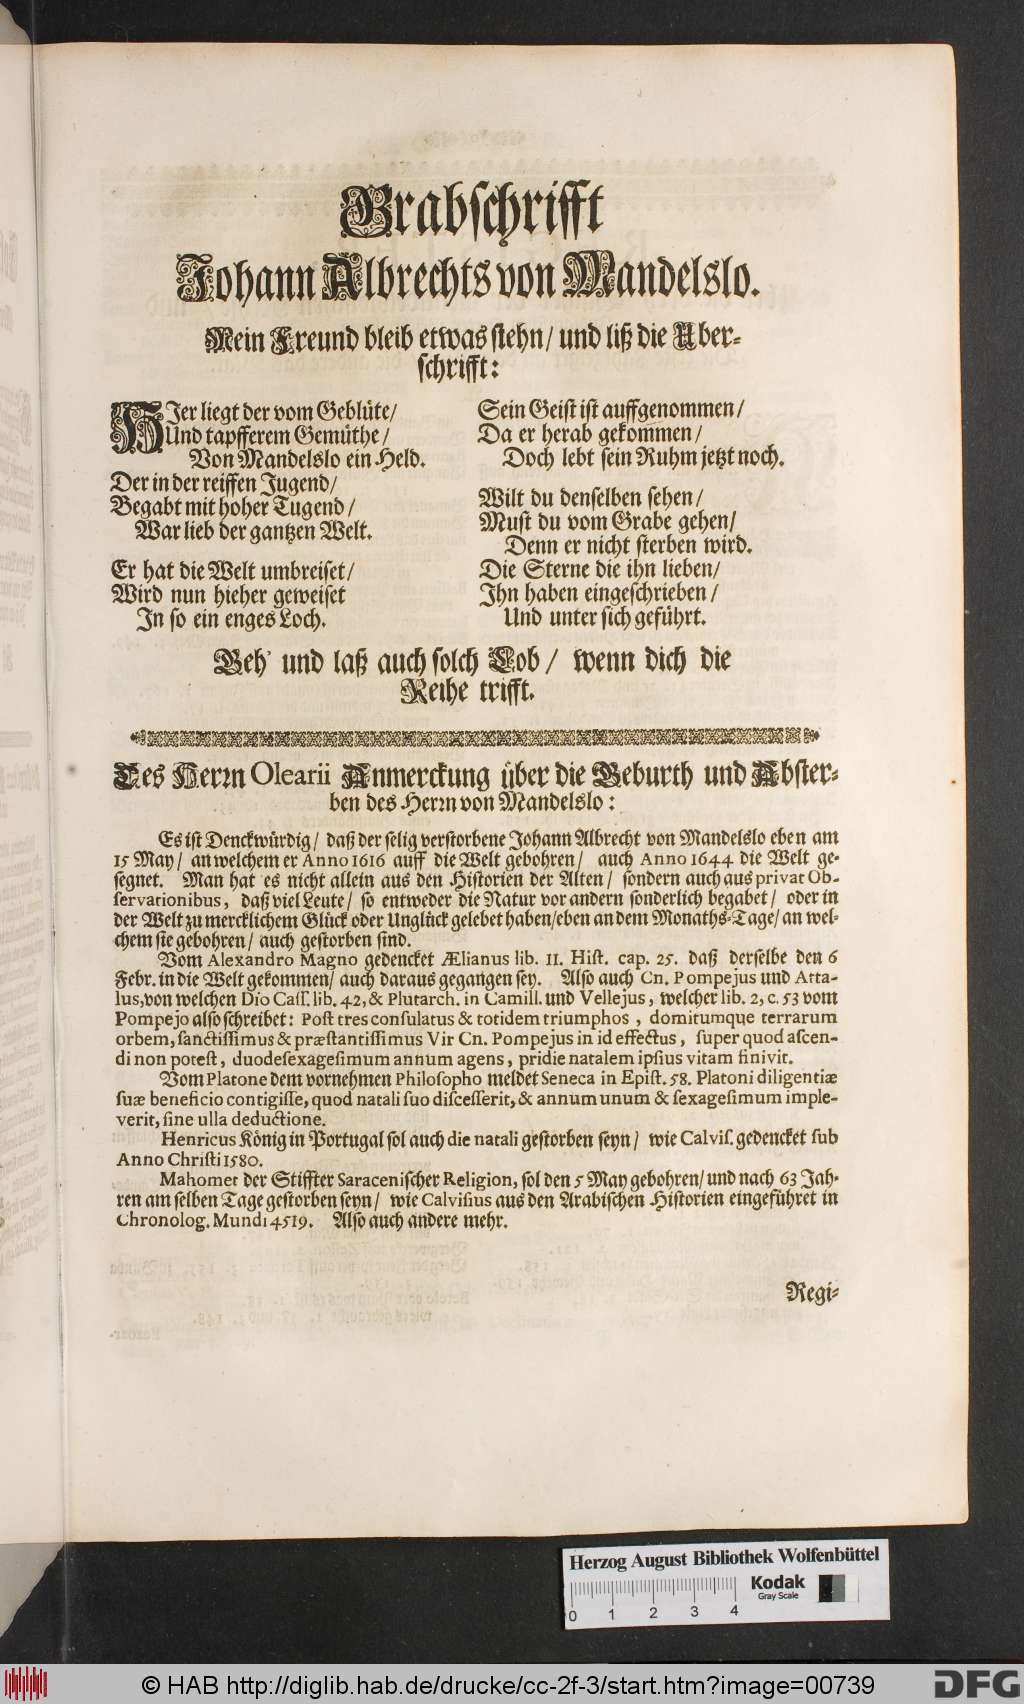 Grabschrifft
Johann Albrechts von Mandelslo.
Mein Freund bleib etwas stehn/ und liß die Uber-
schrifft:
HJer liegt der vom Geblüte/
Und tapfferem Gemüthe/
Von Mandelslo ein Held.
Der in der reiffen Jugend/
Begabt mit hoher Tugend/
War lieb der gantzen Welt.
Er hat die Welt umbreiset/
Wird nun hieher geweiset
In so ein enges Loch.
Sein Geist ist auffgenommen/
Da er herab gekommen/
Doch lebt sein Ruhm jetzt noch.
Wilt du denselben sehen/
Must du vom Grabe gehen/
Denn er nicht sterben wird.
Die Sterne die ihn lieben/
Jhn haben eingeschrieben/
Und unter sich geführt.
Geh' und laß auch solch Lob/ wenn dich die
Reihe trifft.
Des Herrn Olearii Anmerckung über die Geburth und Abster-
ben des Herrn von Mandelslo:
Es ist Denckwürdig/ daß der selig verstorbene Johann Albrecht von Mandelslo eben am
15 May/ an welchem er Anno 1616 auff die Welt gebohren/ auch Anno 1644 die Welt ge-
segnet. Man hat es nicht allein aus den Historien der Alten/ sondern auch aus privat Ob-
servationibus, daß viel Leute/ so entweder die Natur vor andern sonderlich begabet/ oder in
der Welt zu mercklichem Glück oder Unglück gelebet haben/eben an dem Monaths-Tage/ an wel-
chem sie gebohren/ auch gestorben sind.
Vom Alexandro Magno gedencket Ælianus lib. 11. Hist. cap. 25. daß derselbe den 6
Febr. in die Welt gekommen/ auch daraus gegangen sey. Also auch Cn. Pompejus und Atta-
lus, von welchen Dio Cass. lib. 42, & Plutarch. in Camill. und Vellejus, welcher lib. 2, c. 53 vom
Pompejo also schreibet: Post tres consulatus & totidem triumphos, domitumque terrarum
orbem, sanctissimus & præstantissimus Vir Cn. Pompejus in id effectus, super quod ascen-
di non potest, duodesexagesimum annum agens, pridie natalem ipsius vitam finivit.
Vom Platone dem vornehmen Philosopho meldet Seneca in Epist. 58. Platoni diligentiæ
suæ beneficio contigisse, quod natali suo discesserit, & annum unum & sexagesimum imple-
verit, sine ulla deductione.
Henricus König in Portugal sol auch die natali gestorben seyn/ wie Calvis. gedencket sub
Anno Christi 1580.
Mahomet der Stiffter Saracenischer Religion, sol den 5 May gebohren/ und nach 63 Jah-
ren am selben Tage gestorben seyn/ wie Calvisius aus den Arabischen Historien eingeführet in
Chronolog. Mundi 4519. Also auch andere mehr.
Regi-
Herzog August Bibliothek Wolfenbüttel
Kodak
Gray Scale
0 1 2 3 4
© HAB http://diglib.hab.de/drucke/cc-2f-3/start.htm?image=00739
DFG